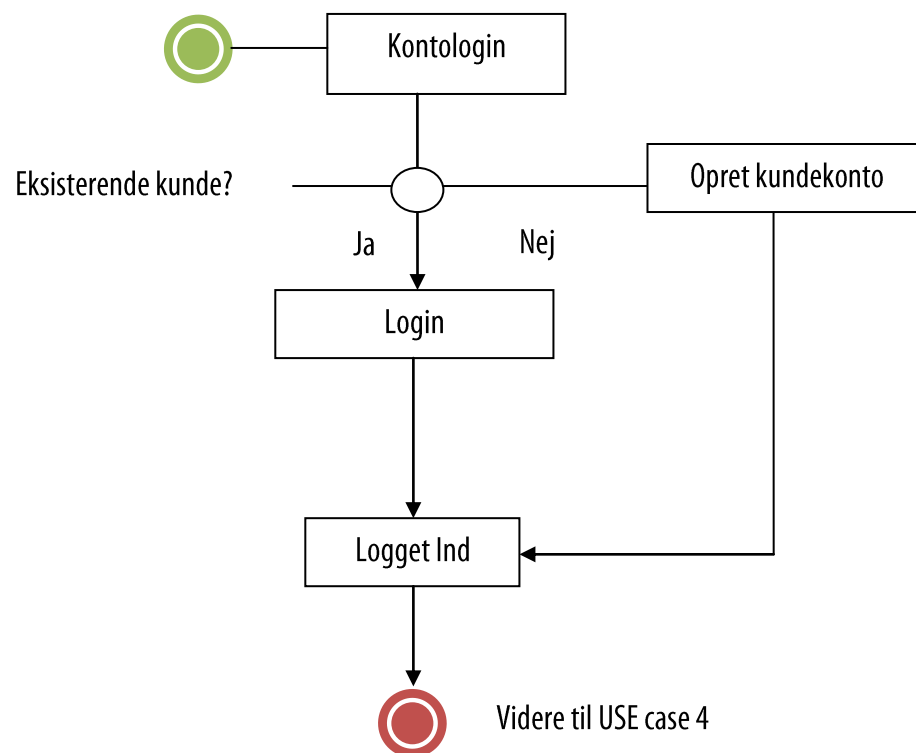 Kontologin
Eksisterende kunde?
Opret kundekonto
Ja
Nej
Login
Logget Ind
Videre til USE case 4